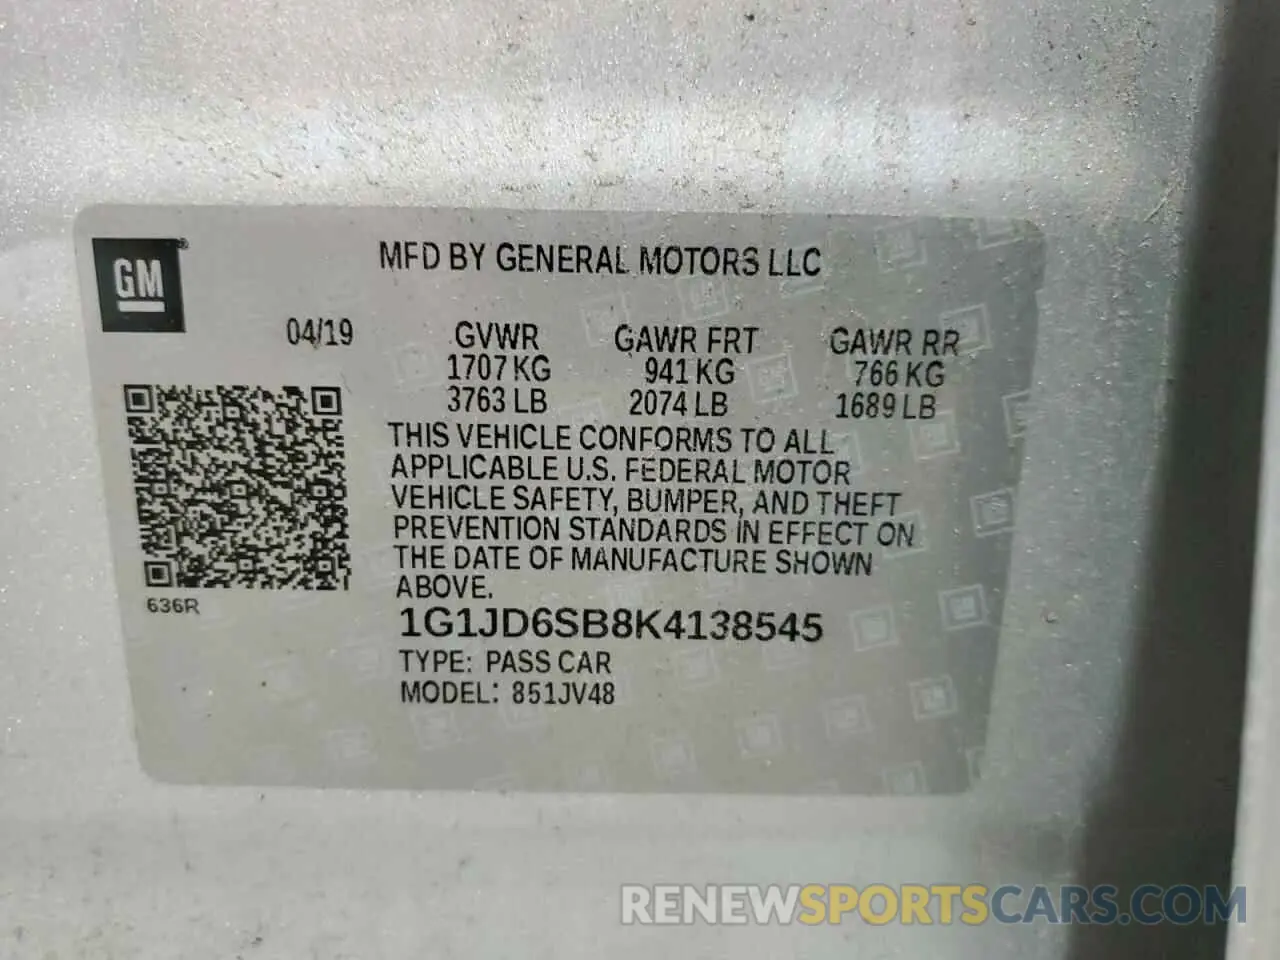 GM®
MFD BY GENERAL MOTORS LLC
04/19 GVWR GAWR FRT GAWR RR
1707 KG 941 KG 766 KG
3763 LB 2074 LB 1689 LB
THIS VEHICLE CONFORMS TO ALL
APPLICABLE U.S. FEDERAL MOTOR
VEHICLE SAFETY, BUMPER, AND THEFT
PREVENTION STANDARDS IN EFFECT ON
THE DATE OF MANUFACTURE SHOWN
ABOVE.
636R
1G1JD6SB8K4138545
TYPE: PASS CAR
MODEL: 851JV48
RENEWSPORTSCARS.COM